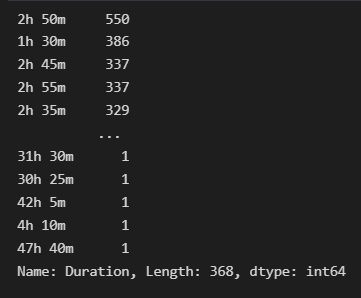 2h 50m 550
1h 30m 386
2h 45m 337
2h 55m 337
2h 35m 329
...
31h 30m 1
30h 25m 1
42h 5m 1
4h 10m 1
47h 40m 1
Name: Duration, Length: 368, dtype: int64